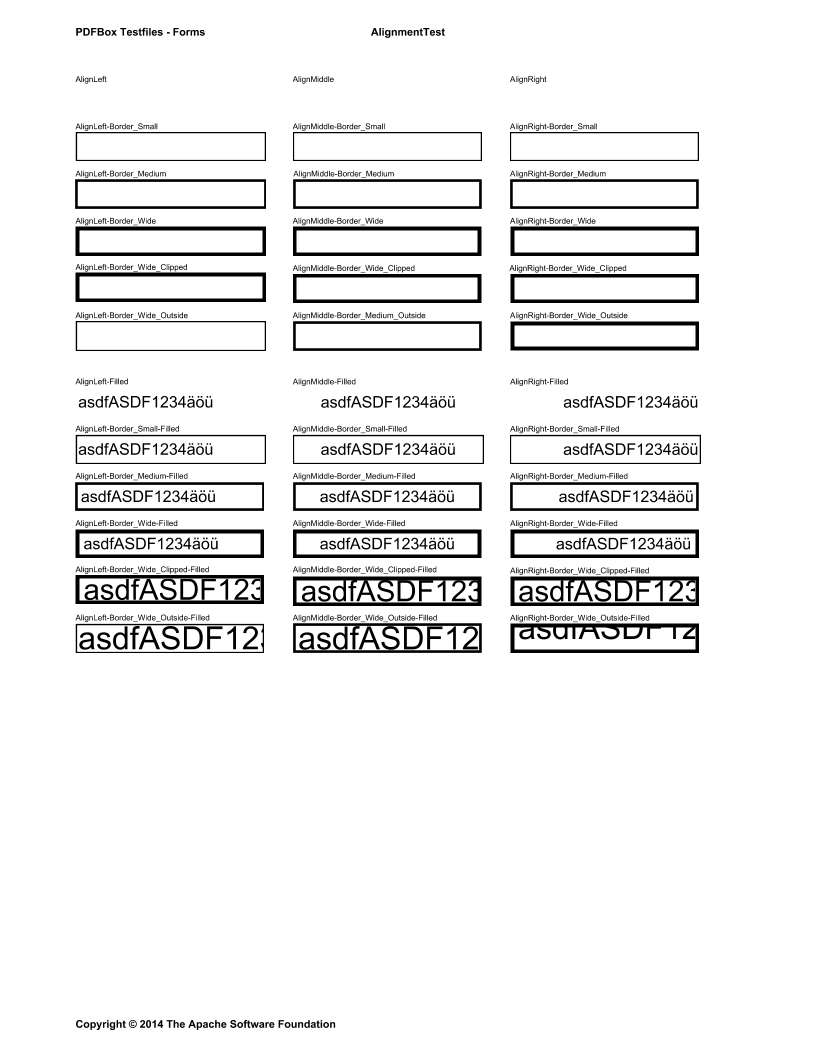 PDFBox Testfiles - Forms AlignmentTest
AlignLeft AlignMiddle AlignRight
AlignLeft-Border_Small AlignMiddle-Border_Small AlignRight-Border_Small
AlignLeft-Border_Medium AlignMiddle-Border_Medium AlignRight-Border_Medium
AlignLeft-Border_Wide AlignMiddle-Border_Wide AlignRight-Border_Wide
AlignLeft-Border_Wide_Clipped AlignMiddle-Border_Wide_Clipped AlignRight-Border_Wide_Clipped
AlignLeft-Border_Wide_Outside AlignMiddle-Border_Medium_Outside AlignRight-Border_Wide_Outside
AlignLeft-Filled AlignMiddle-Filled AlignRight-Filled
asdfASDF1234äöü asdfASDF1234äöü asdfASDF1234äöü
AlignLeft-Border_Small-Filled AlignMiddle-Border_Small-Filled AlignRight-Border_Small-Filled
asdfASDF1234äöü asdfASDF1234äöü asdfASDF1234äöü
AlignLeft-Border_Medium-Filled AlignMiddle-Border_Medium-Filled AlignRight-Border_Medium-Filled
asdfASDF1234äöü asdfASDF1234äöü asdfASDF1234äöü
AlignLeft-Border_Wide-Filled AlignMiddle-Border_Wide-Filled AlignRight-Border_Wide-Filled
asdfASDF1234äöü asdfASDF1234äöü asdfASDF1234äöü
AlignLeft-Border_Wide_Clipped-Filled AlignMiddle-Border_Wide_Clipped-Filled AlignRight-Border_Wide_Clipped-Filled
asdfASDF123 asdfASDF123 asdfASDF123
AlignLeft-Border_Wide_Outside-Filled AlignMiddle-Border_Wide_Outside-Filled AlignRight-Border_Wide_Outside-Filled
asdfASDF123 asdfASDF12 asdfASDF12
Copyright © 2014 The Apache Software Foundation